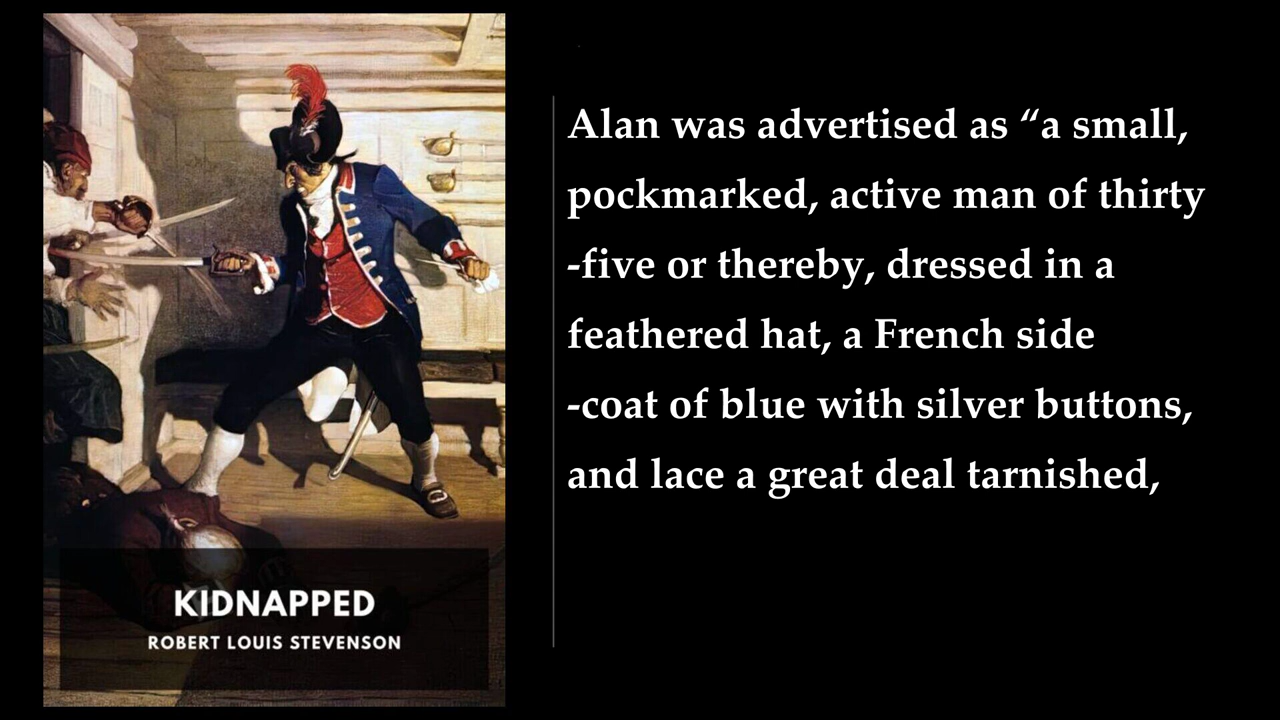 KIDNAPPED
ROBERT LOUIS STEVENSON
Alan was advertised as “a small,
pockmarked, active man of thirty
-five or thereby, dressed in a
feathered hat, a French side
-coat of blue with silver buttons,
and lace a great deal tarnished,